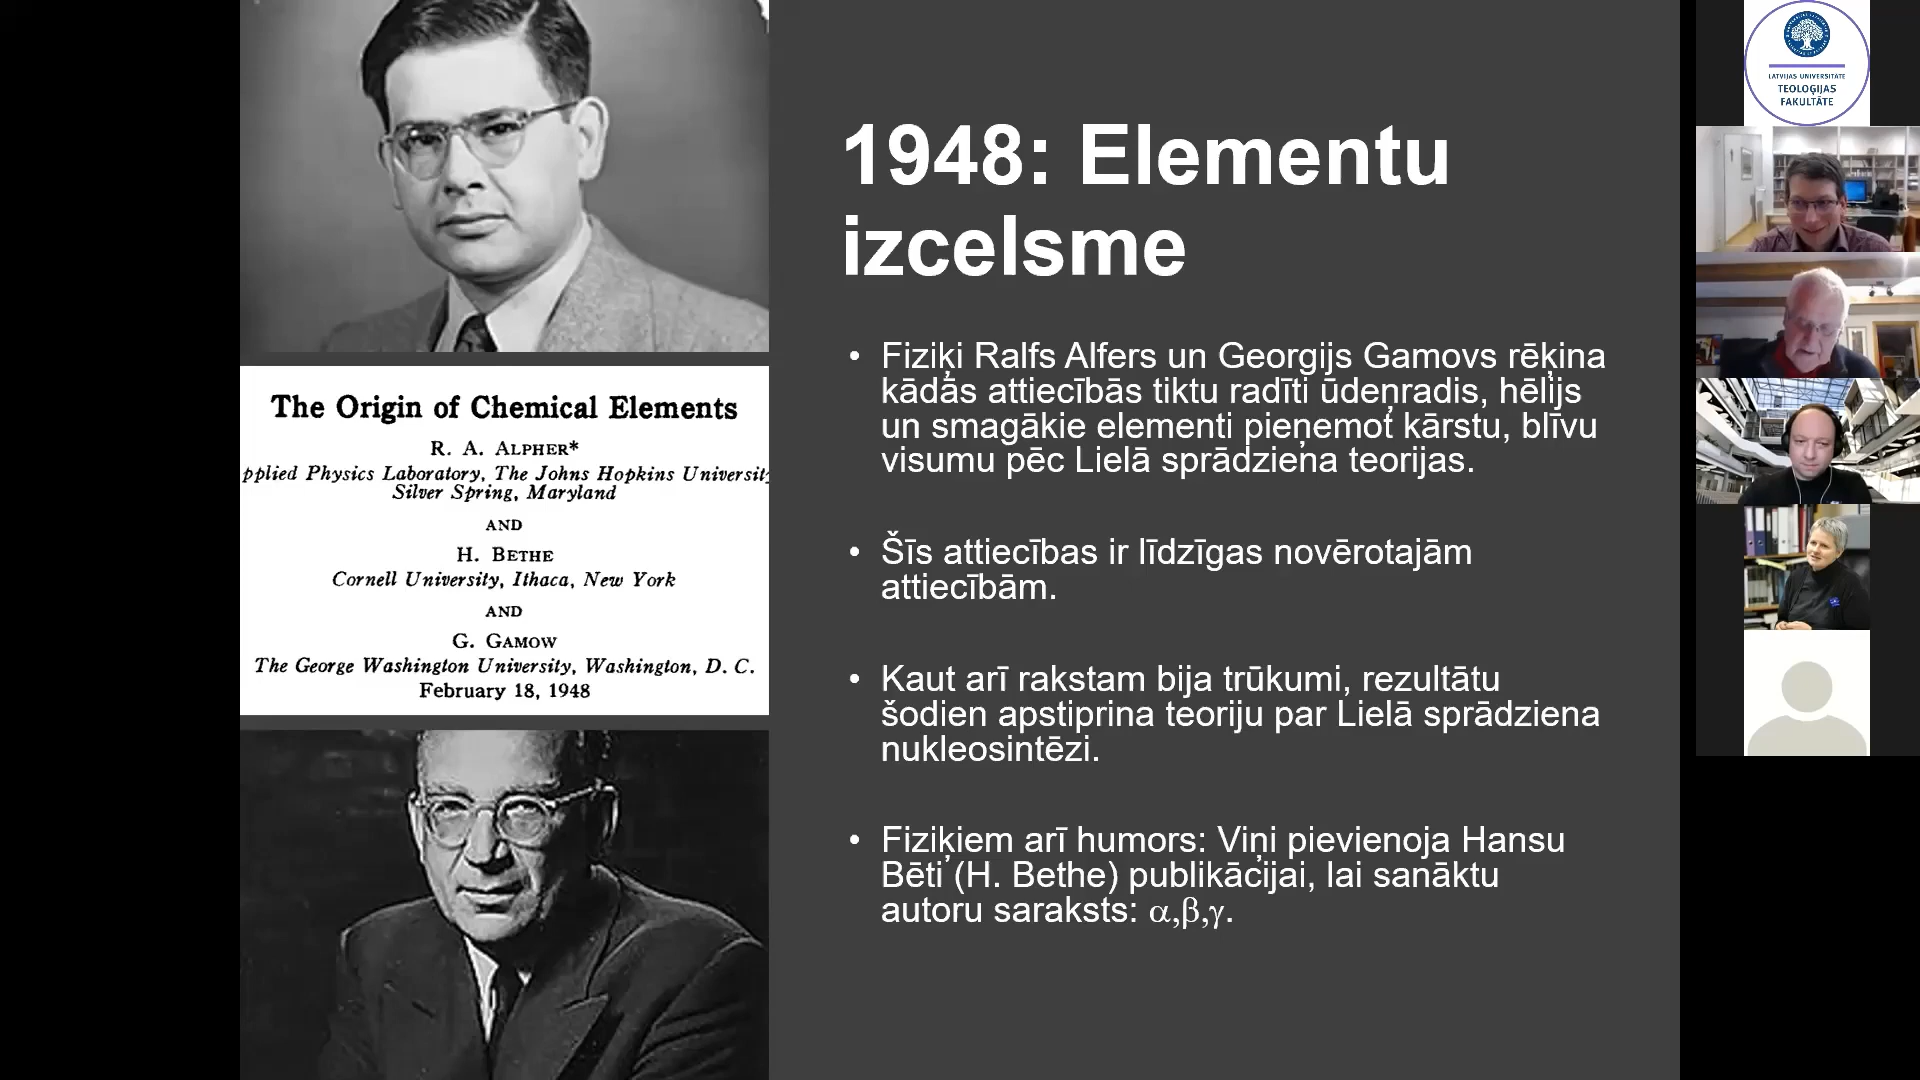 The Origin of Chemical Elements
R. A. ALPHER*
pplied Physics Laboratory, The Johns Hopkins University
Silver Spring, Maryland
AND
H. BETHE
Cornell University, Ithaca, New York
AND
G. GAMOW
The George Washington University, Washington, D. C.
February 18, 1948
1948: Elementu
izcelsme
• Fiziķi Ralfs Alfers un Georgijs Gamovs rēķina
kādās attiecībās tiktu radīti ūdeņradis, hēlijs
un smagākie elementi pieņemot kārstu, blīvu
visumu pēc Lielā sprādziena teorijas.
• Šīs attiecības ir līdzīgas novērotajām
attiecībām.
• Kaut arī rakstam bija trūkumi, rezultātu
šodien apstiprina teoriju par Lielā sprādziena
nukleosintēzi.
• Fiziķiem arī humors: Viņi pievienoja Hansu
Bēti (H. Bethe) publikācijai, lai sanāktu
autoru saraksts: α,β,γ.
LATVIJAS UNIVERSITĀTE
TEOLOĢIJAS
FAKULTĀTE